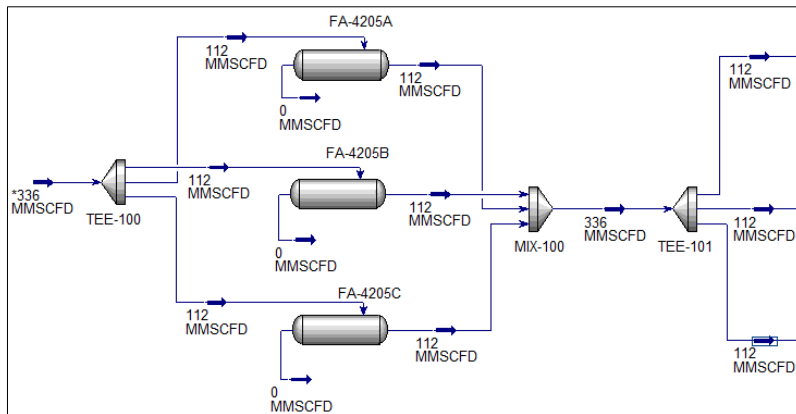 FA-4205A
112
MMSCFD
112
MMSCFD
112
MMSCFD
0
MMSCFD
FA-4205B
*336
MMSCFD
TEE-100
112
MMSCFD
112
MMSCFD
0
MMSCFD
MIX-100
336
MMSCFD
TEE-101
112
MMSCFD
FA-4205C
112
MMSCFD
112
MMSCFD
0
MMSCFD
112
MMSCFD